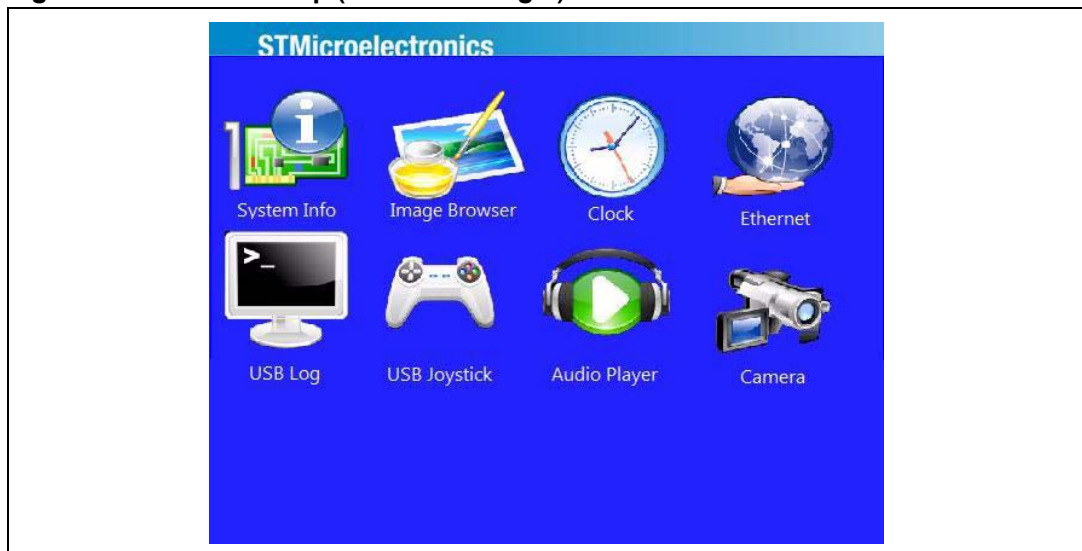 STMicroelectronics
System Info
Image Browser
Clock
Ethernet
>_
USB Log
USB Joystick
Audio Player
Camera